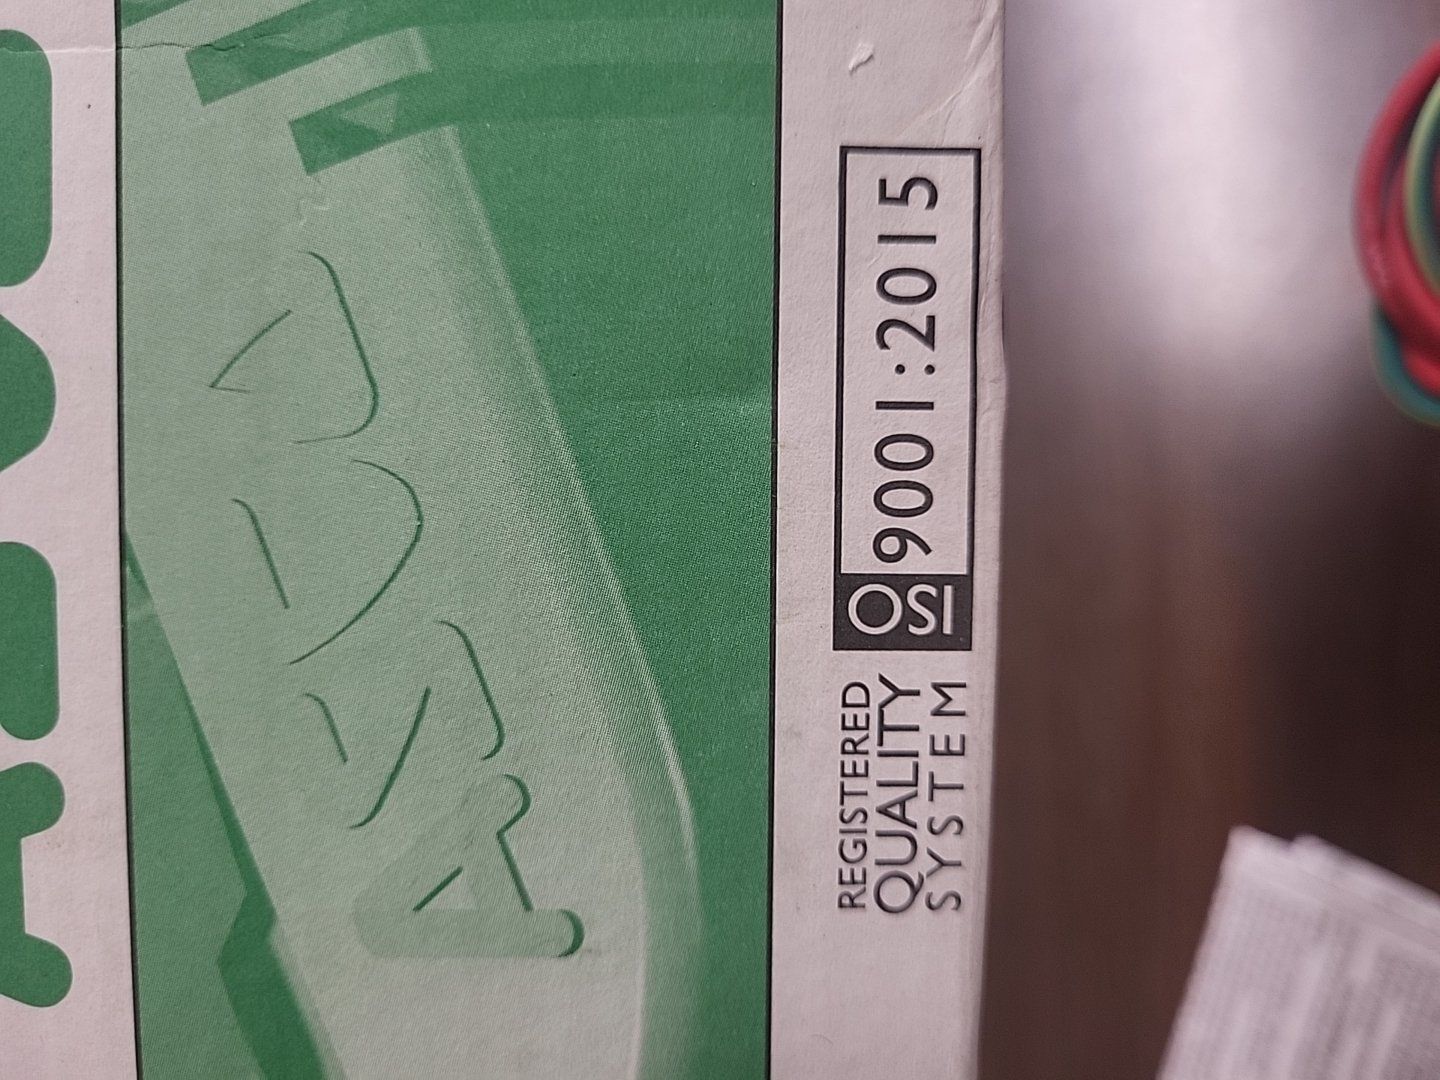 REGISTERED
QUALITY
SYSTEM
ISO
9001:2015